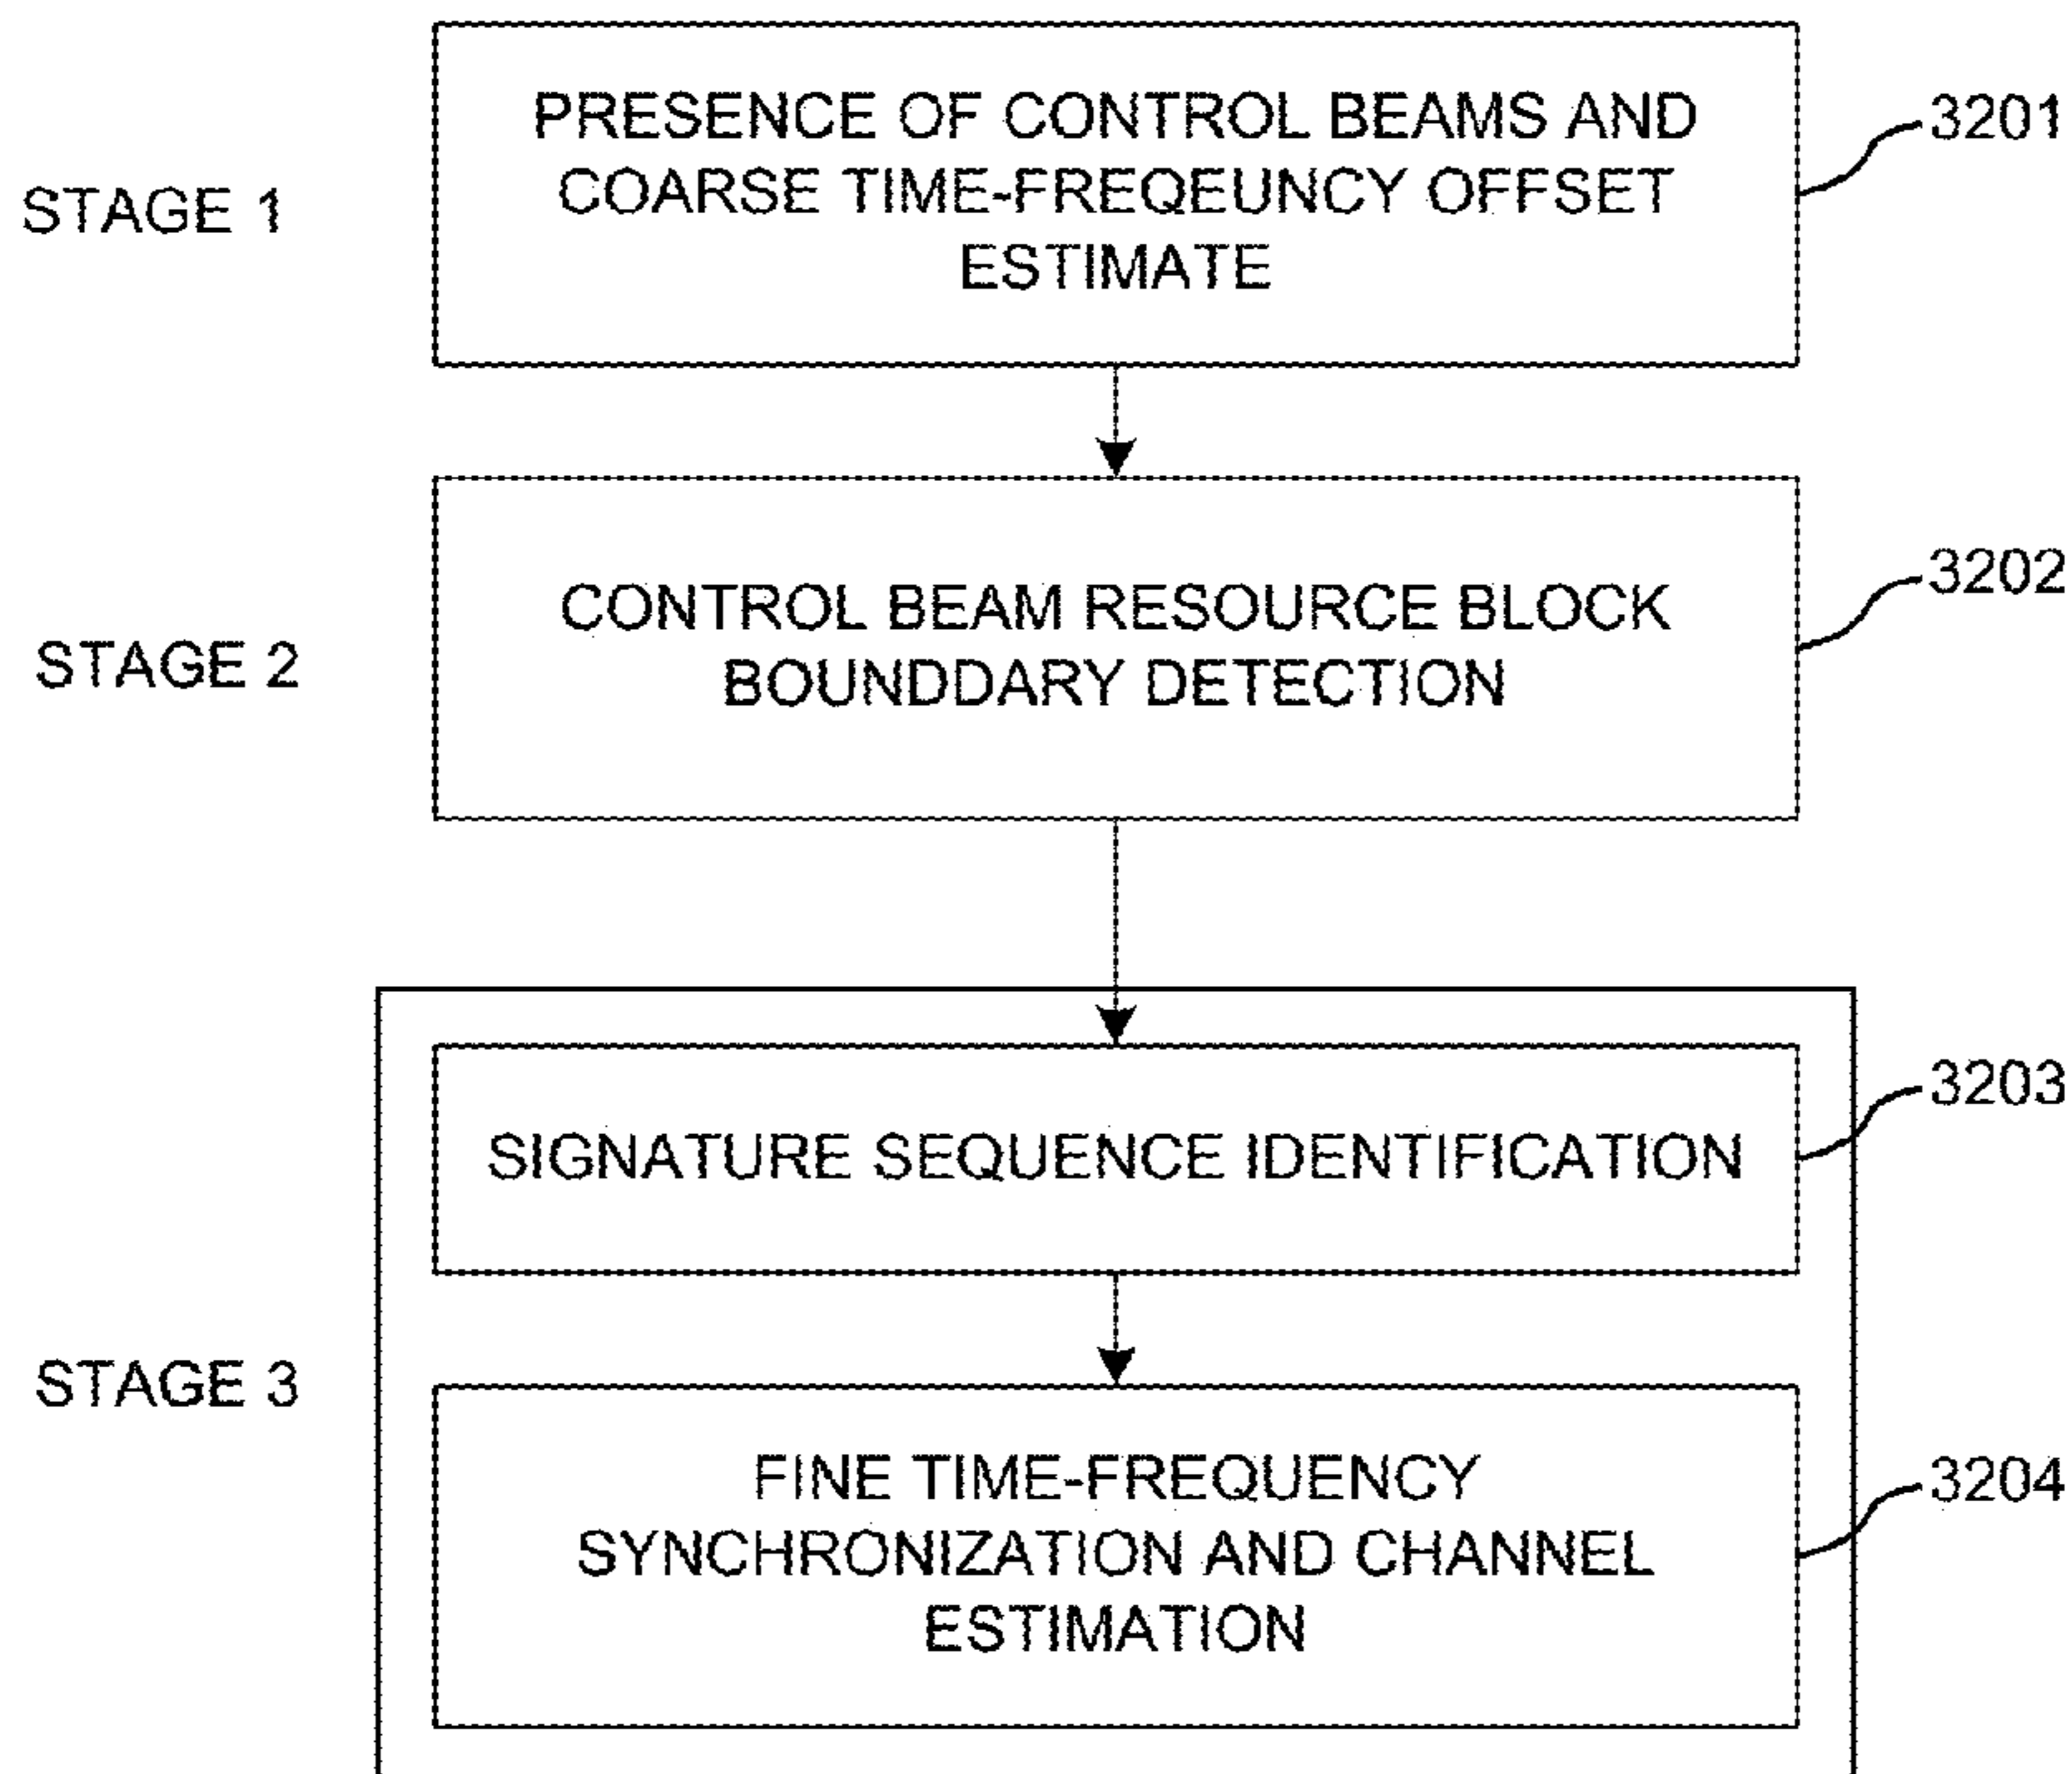 PRESENCE OF CONTROL BEAMS AND
COARSE TIME-FREQEUNCY OFFSET
ESTIMATE
3201
STAGE 1
CONTROL BEAM RESOURCE BLOCK
BOUNDDARY DETECTION
3202
STAGE 2
SIGNATURE SEQUENCE IDENTIFICATION
3203
STAGE 3
FINE TIME-FREQUENCY
SYNCHRONIZATION AND CHANNEL
ESTIMATION
3204